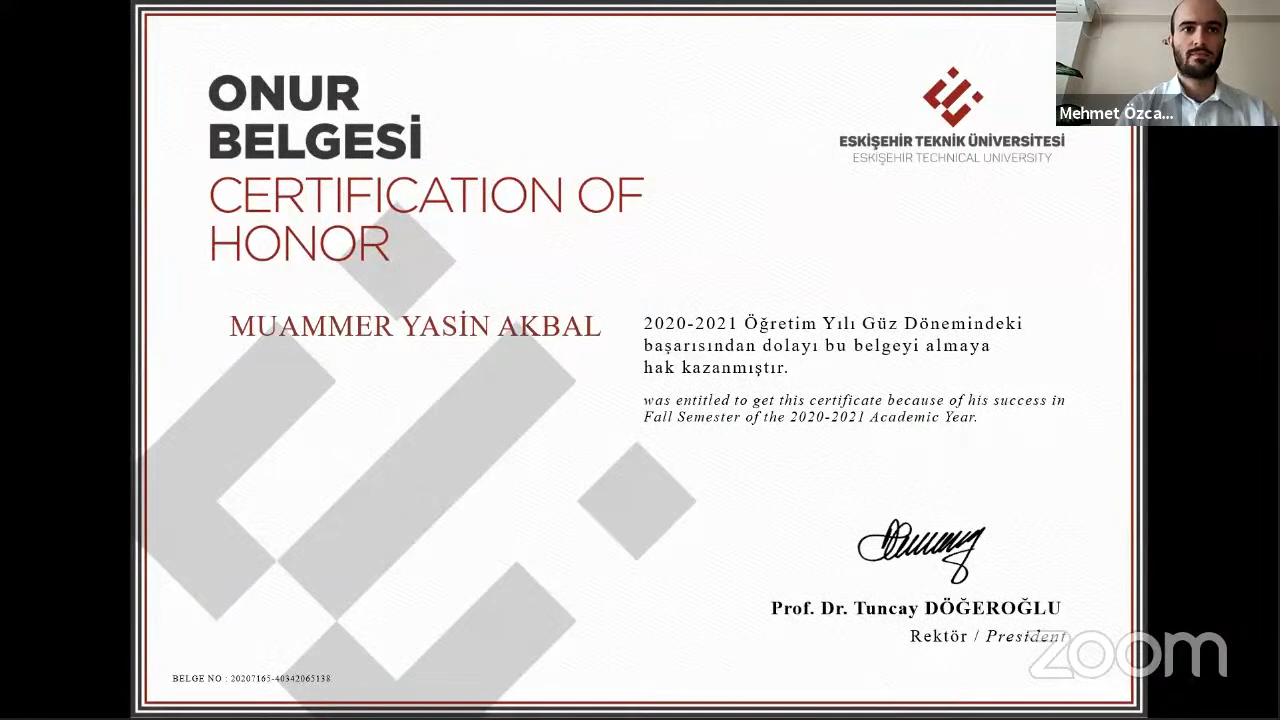 ONUR
BELGESİ
CERTIFICATION OF
HONOR
ESKİŞEHİR TEKNİK ÜNİVERSİTESİ
ESKİŞEHİR TECHNICAL UNIVERSITY
Mehmet Özca...
MUAMMER YASİN AKBAL
2020-2021 Öğretim Yılı Güz Dönemindeki
başarısından dolayı bu belgeyi almaya
hak kazanmıştır.
was entitled to get this certificate because of his success in
Fall Semester of the 2020-2021 Academic Year.
Prof. Dr. Tuncay DÖĞEROĞLU
Rektör / President
zoom
BELGE NO : 20207165-40342065138